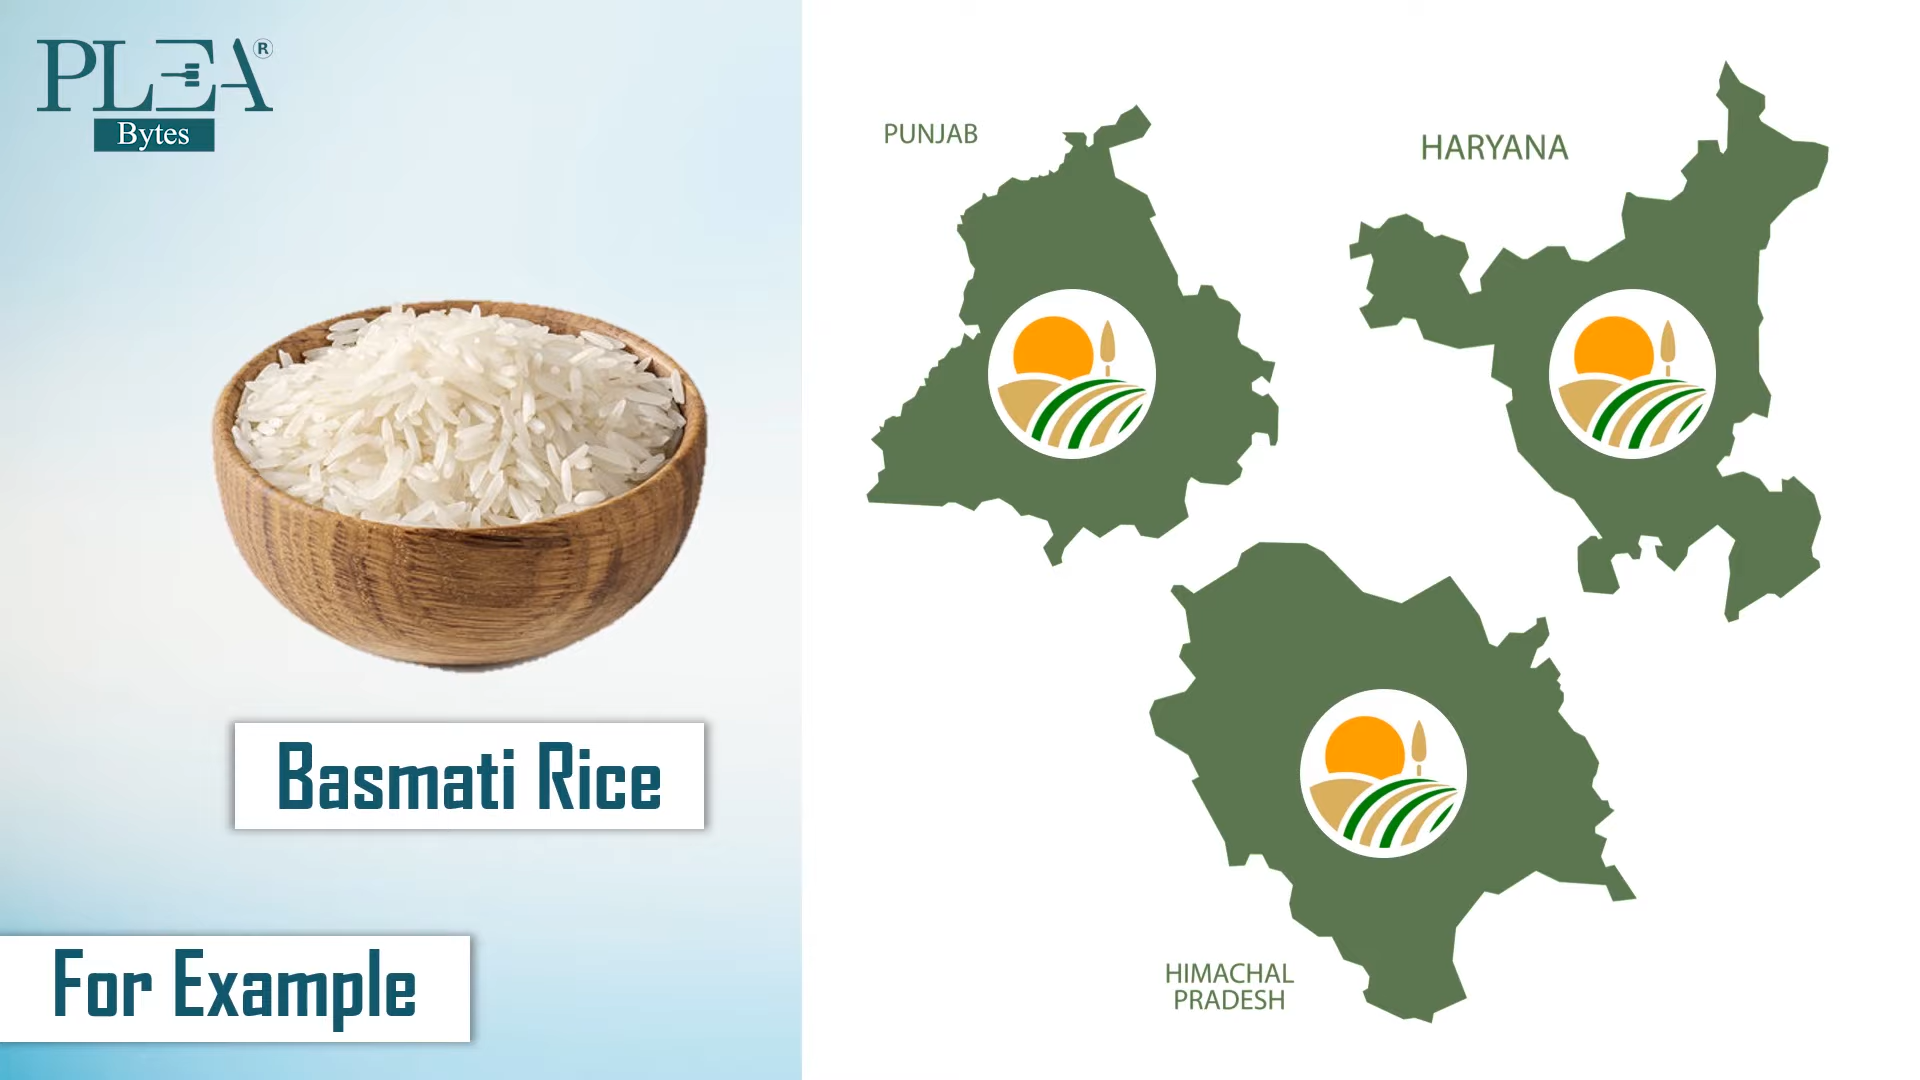 PLEA®
Bytes
Basmati Rice
For Example
PUNJAB
HARYANA
HIMACHAL
PRADESH